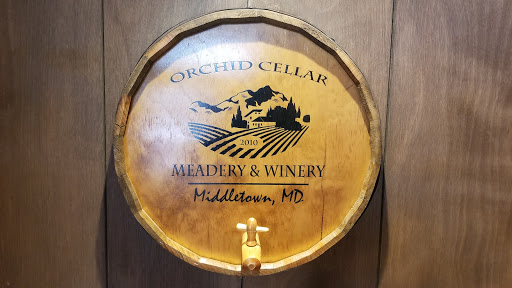 ORCHID CELLAR
2010
MEADERY & WINERY
Middletown, MD